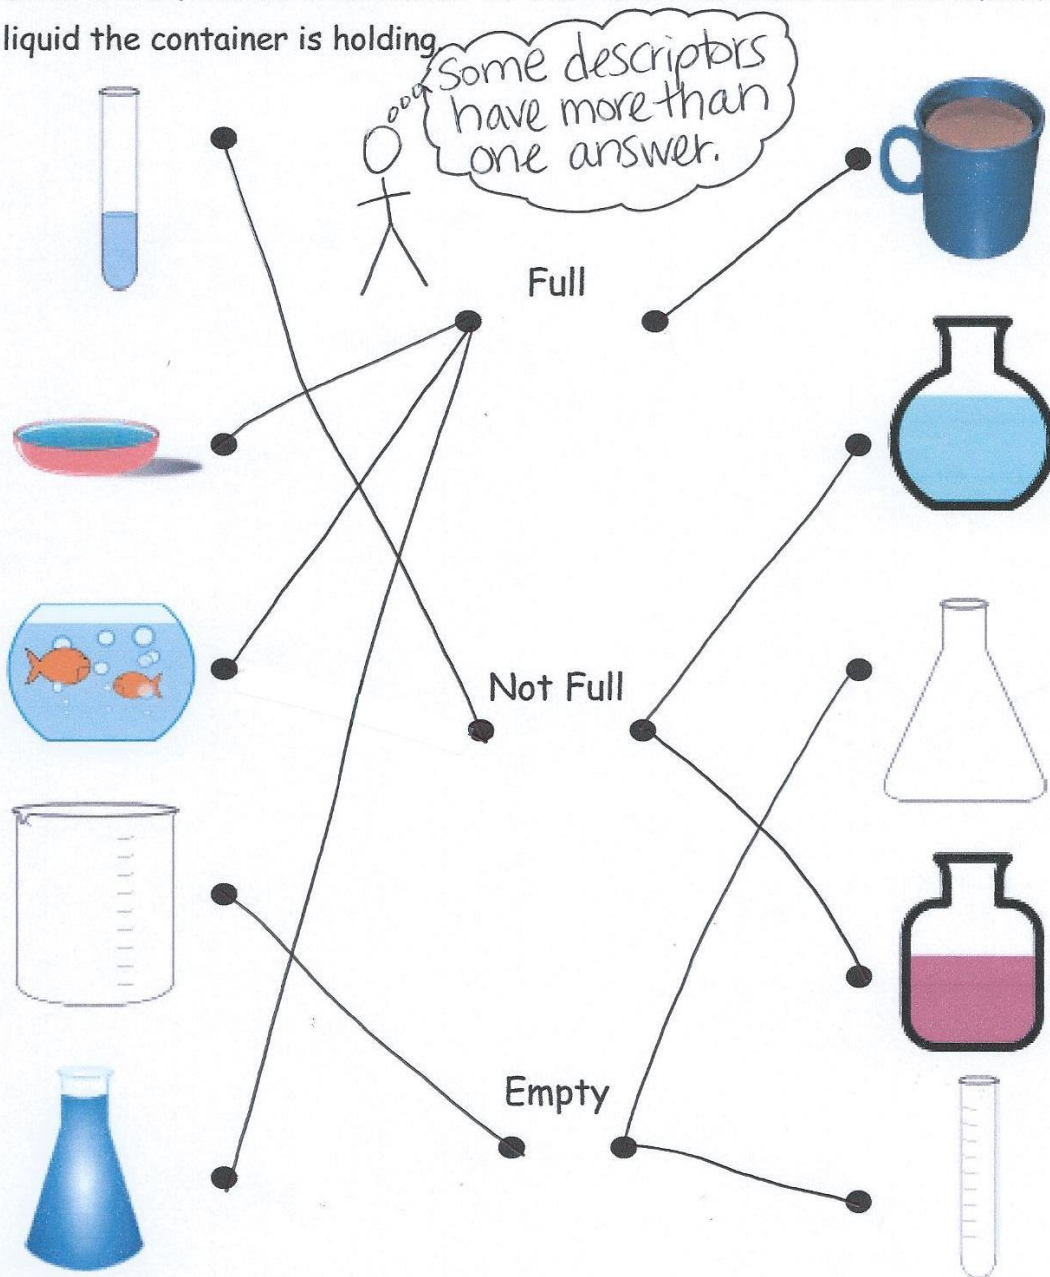 liquid the container is holding.
Some descriptors
have more than
one answer.
Full
Not Full
Empty